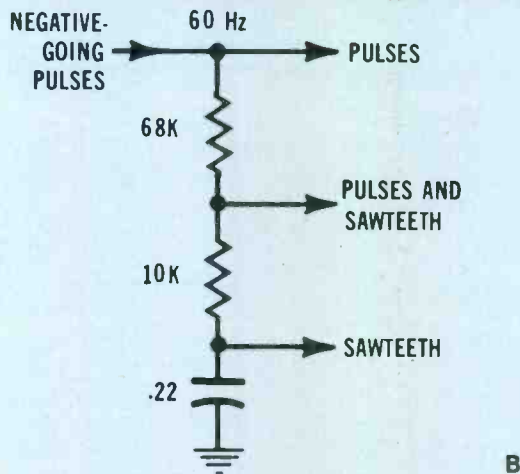 NEGATIVE-
GOING
PULSES
60 Hz
PULSES
68K
PULSES AND
SAWTEETH
10K
SAWTEETH
.22
B